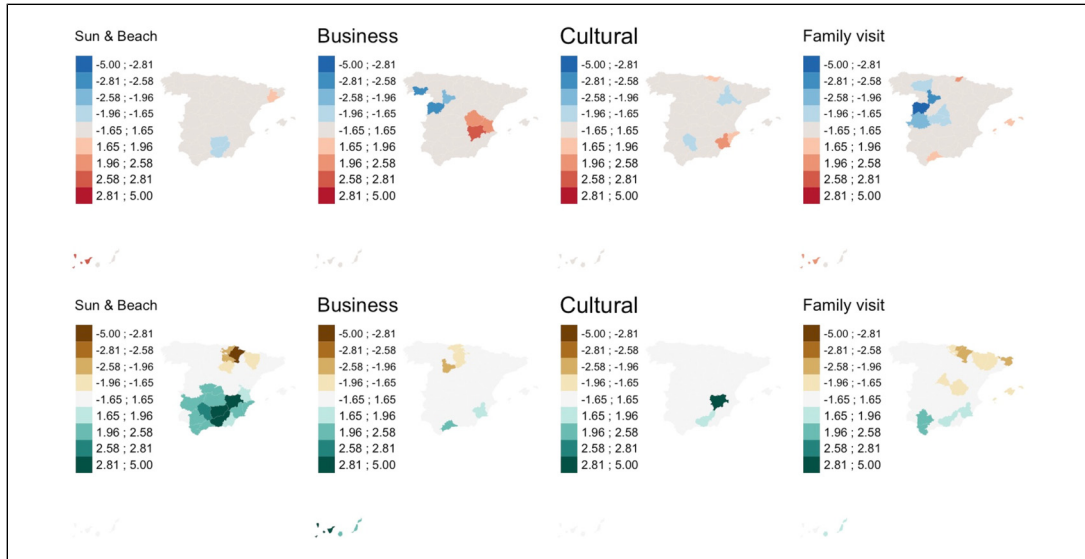 Sun & Beach
-5.00 ; -2.81
-2.81 ; -2.58
-2.58 ; -1.96
-1.96 ; -1.65
-1.65 ; 1.65
1.65 ; 1.96
1.96 ; 2.58
2.58 ; 2.81
2.81 ; 5.00
Business
-5.00 ; -2.81
-2.81 ; -2.58
-2.58 ; -1.96
-1.96 ; -1.65
-1.65 ; 1.65
1.65 ; 1.96
1.96 ; 2.58
2.58 ; 2.81
2.81 ; 5.00
Cultural
-5.00 ; -2.81
-2.81 ; -2.58
-2.58 ; -1.96
-1.96 ; -1.65
-1.65 ; 1.65
1.65 ; 1.96
1.96 ; 2.58
2.58 ; 2.81
2.81 ; 5.00
Family visit
-5.00 ; -2.81
-2.81 ; -2.58
-2.58 ; -1.96
-1.96 ; -1.65
-1.65 ; 1.65
1.65 ; 1.96
1.96 ; 2.58
2.58 ; 2.81
2.81 ; 5.00
Sun & Beach
-5.00 ; -2.81
-2.81 ; -2.58
-2.58 ; -1.96
-1.96 ; -1.65
-1.65 ; 1.65
1.65 ; 1.96
1.96 ; 2.58
2.58 ; 2.81
2.81 ; 5.00
Business
-5.00 ; -2.81
-2.81 ; -2.58
-2.58 ; -1.96
-1.96 ; -1.65
-1.65 ; 1.65
1.65 ; 1.96
1.96 ; 2.58
2.58 ; 2.81
2.81 ; 5.00
Cultural
-5.00 ; -2.81
-2.81 ; -2.58
-2.58 ; -1.96
-1.96 ; -1.65
-1.65 ; 1.65
1.65 ; 1.96
1.96 ; 2.58
2.58 ; 2.81
2.81 ; 5.00
Family visit
-5.00 ; -2.81
-2.81 ; -2.58
-2.58 ; -1.96
-1.96 ; -1.65
-1.65 ; 1.65
1.65 ; 1.96
1.96 ; 2.58
2.58 ; 2.81
2.81 ; 5.00